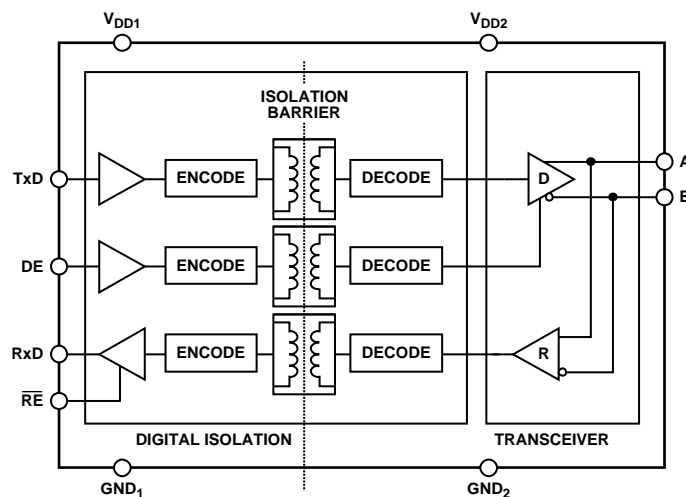 VDD1 VDD2
ISOLATION
BARRIER
TxD ENCODE DECODE D A
B
DE ENCODE DECODE
RxD ENCODE DECODE R
RE
DIGITAL ISOLATION TRANSCEIVER
GND1 GND2